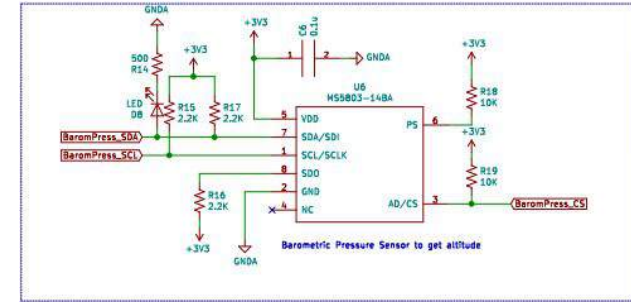 GNDA
+3V3
C6
0.1u
1
2
GNDA
+3V3
500
R14
+3V3
U6
MS5803-14BA
R18
10K
LED
D8
R15
2.2K
R17
2.2K
5
VDD
PS
6
+3V3
BaromPress_SDA
7
SDA/SDI
BaromPress_SCL
1
SCL/SCLK
8
SDO
R19
10K
R16
2.2K
2
GND
4
NC
AD/CS
3
BaromPress_CS
+3V3
GNDA
Barometric Pressure Sensor to get altitude